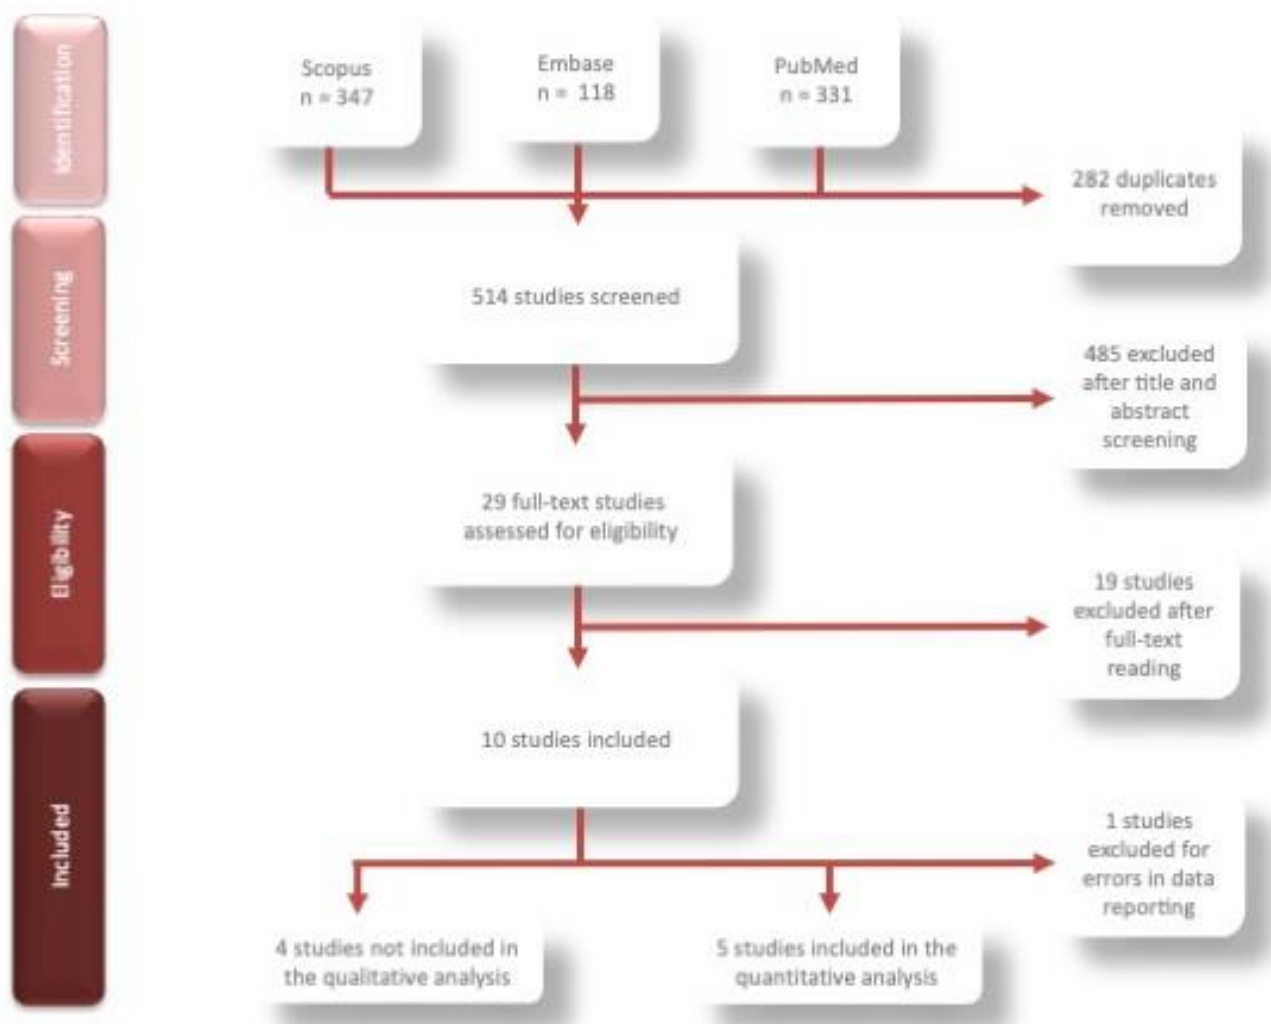 Identification
Scopus
n = 347
Embase
n = 118
PubMed
n = 331
282 duplicates
removed
Screening
514 studies screened
485 excluded
after title and
abstract
screening
Eligibility
29 full-text studies
assessed for eligibility
19 studies
excluded after
full-text
reading
Included
10 studies included
1 studies
excluded for
errors in data
reporting
4 studies not included in
the qualitative analysis
5 studies included in the
quantitative analysis